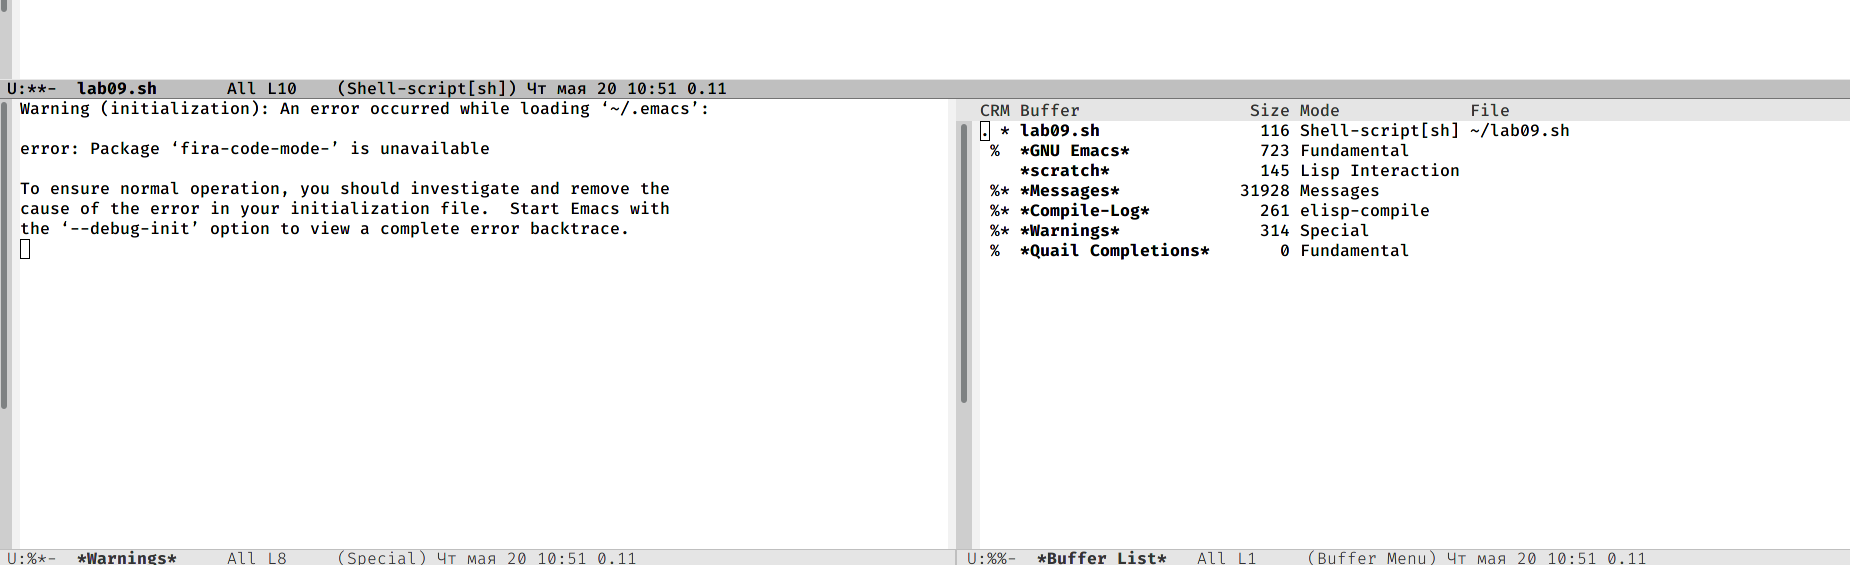 U:**-  lab09.sh       All L10    (Shell-script[sh]) Чт мая 20 10:51 0.11
Warning (initialization): An error occurred while loading ‘~/.emacs’:
error: Package ‘fira-code-mode-’ is unavailable
To ensure normal operation, you should investigate and remove the
cause of the error in your initialization file.  Start Emacs with
the ‘--debug-init’ option to view a complete error backtrace.
U:%*-  *Warnings*     All L8     (Special) Чт мая 20 10:51 0.11
CRM Buffer                 Size Mode             File
. * lab09.sh                116 Shell-script[sh] ~/lab09.sh
 %  *GNU Emacs*             723 Fundamental
    *scratch*               145 Lisp Interaction
 %* *Messages*            31928 Messages
 %* *Compile-Log*           261 elisp-compile
 %* *Warnings*              314 Special
 %  *Quail Completions*       0 Fundamental
U:%%-  *Buffer List*   All L1     (Buffer Menu) Чт мая 20 10:51 0.11